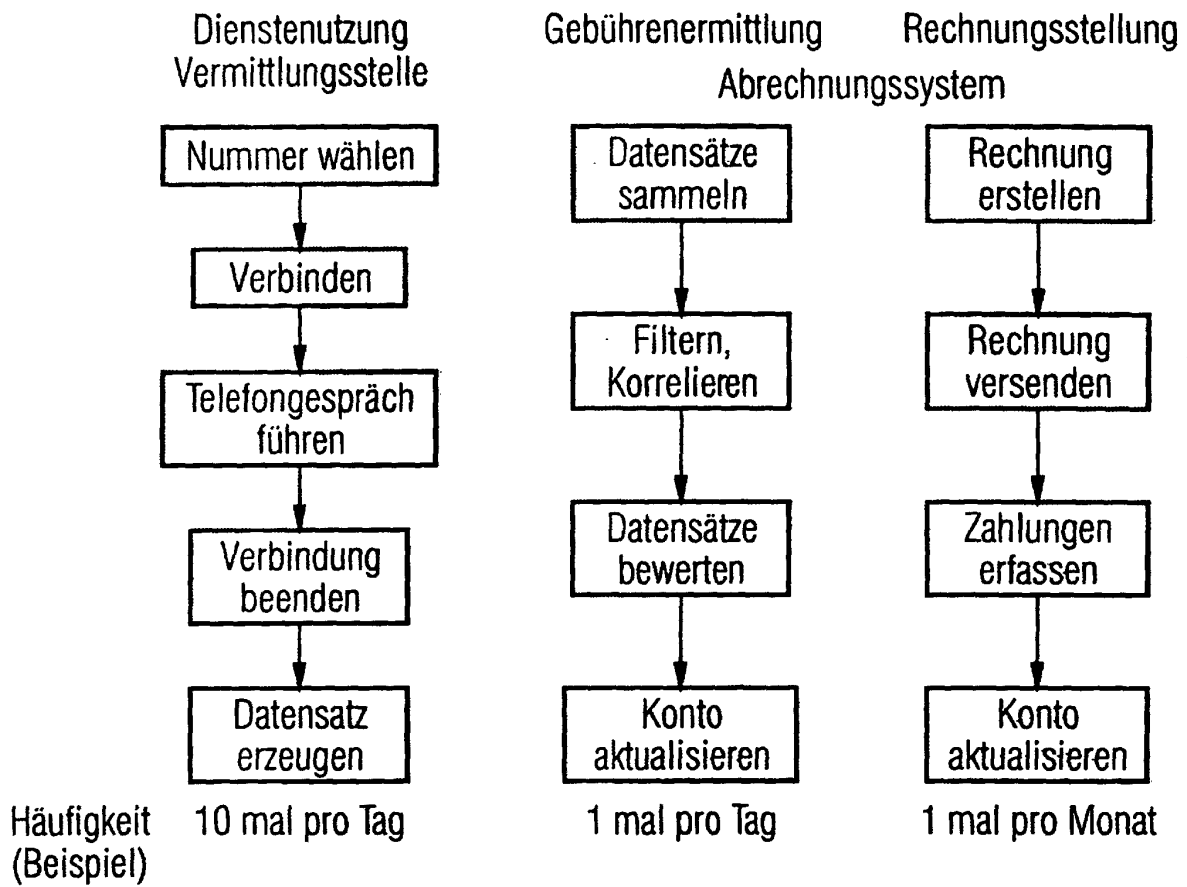 Dienstenutzung
Vermittlungsstelle
Nummer wählen
Verbinden
Telefongespräch
führen
Verbindung
beenden
Datensatz
erzeugen
Gebührenermittlung
Rechnungsstellung
Abrechnungssystem
Datensätze
sammeln
Filtern,
Korrelieren
Datensätze
bewerten
Konto
aktualisieren
Rechnung
erstellen
Rechnung
versenden
Zahlungen
erfassen
Konto
aktualisieren
Häufigkeit
(Beispiel)
10 mal pro Tag
1 mal pro Tag
1 mal pro Monat